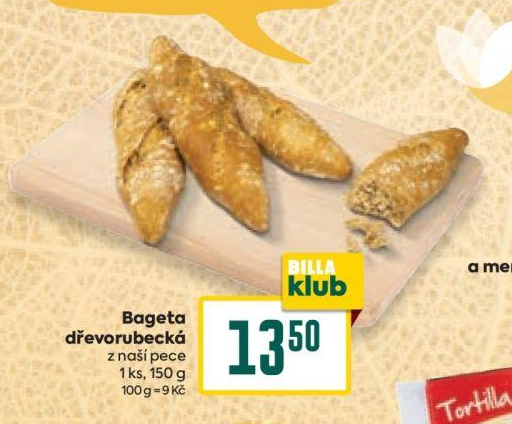 BILLA
klub
a me
Bageta
dřevorubecká
z naší pece
1 ks, 150 g
100 g = 9 Kč
13 50
Tortilla